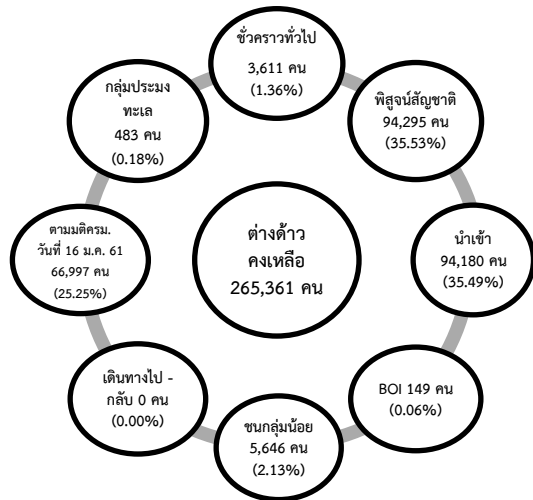 ชั่วคราวทั่วไป
3,611 คน
(1.36%)
พิสูจน์สัญชาติ
94,295 คน
(35.53%)
นำเข้า
94,180 คน
(35.49%)
BOI 149 คน
(0.06%)
ชนกลุ่มน้อย
5,646 คน
(2.13%)
เดินทางไป -
กลับ 0 คน
(0.00%)
ตามมติครม.
วันที่ 16 ม.ค. 61
66,997 คน
(25.25%)
กลุ่มประมง
ทะเล
483 คน
(0.18%)
ต่างด้าว
คงเหลือ
265,361 คน